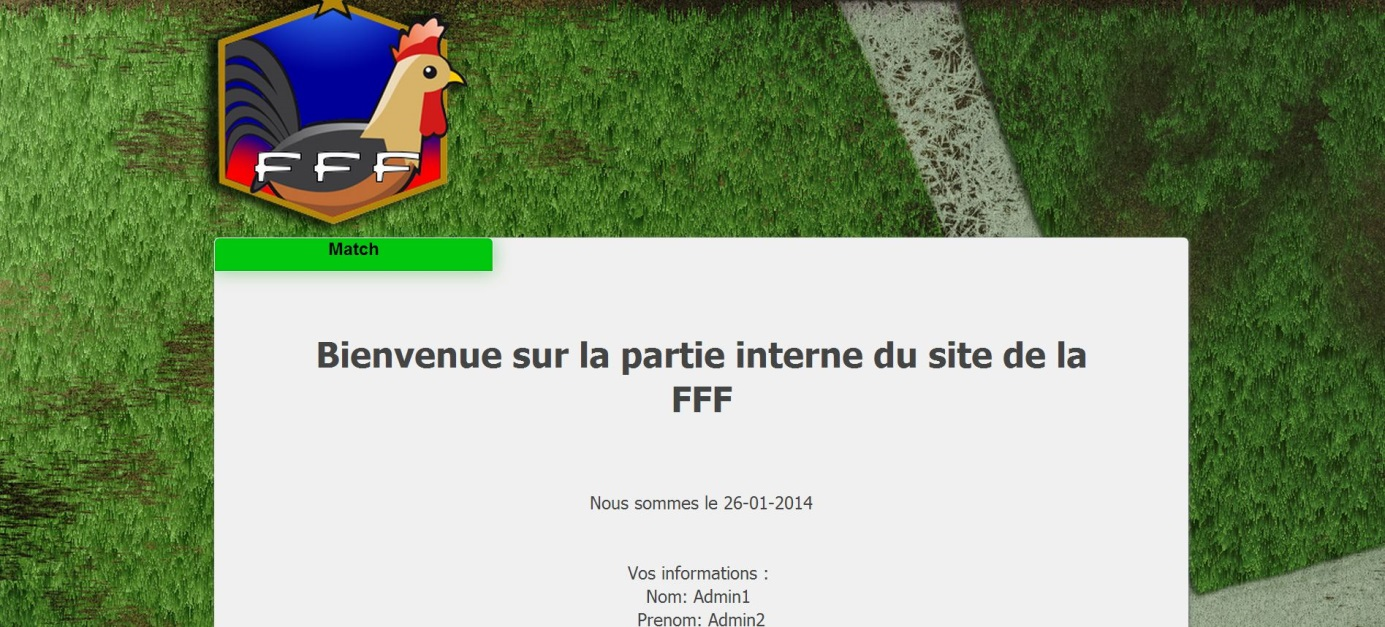 FFF
Match
Bienvenue sur la partie interne du site de la
FFF
Nous sommes le 26-01-2014
Vos informations :
Nom: Admin1
Prenom: Admin2